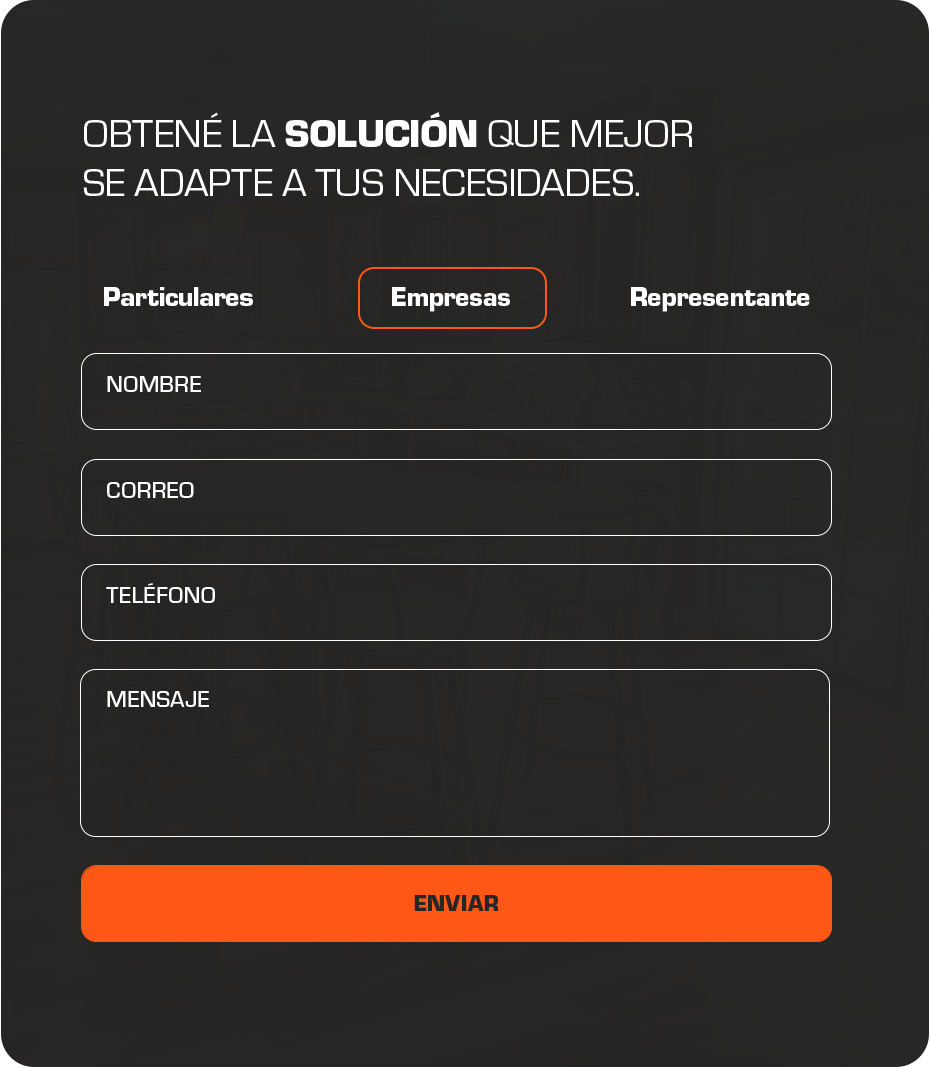 OBTENÉ LA SOLUCIÓN QUE MEJOR
SE ADAPTE A TUS NECESIDADES.
Particulares Empresas Representante
NOMBRE
CORREO
TELÉFONO
MENSAJE
ENVIAR